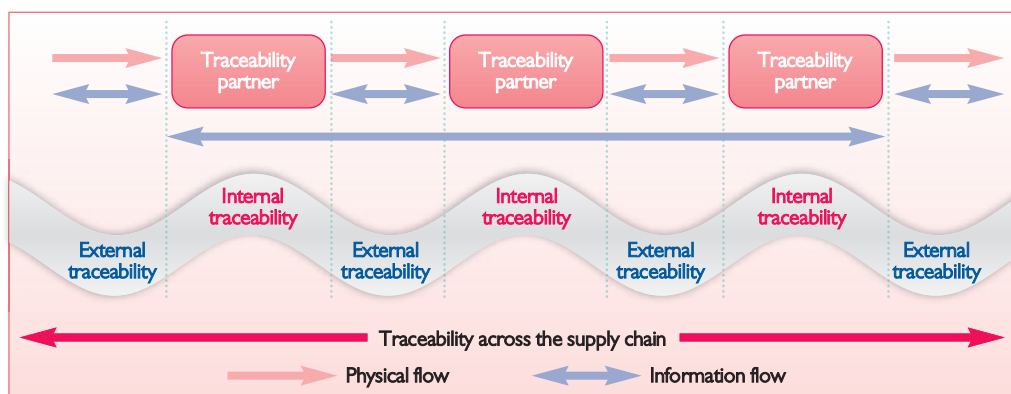 Traceability
partner
Traceability
partner
Traceability
partner
Internal
traceability
Internal
traceability
Internal
traceability
External
traceability
External
traceability
External
traceability
External
traceability
Traceability across the supply chain
Physical flow
Information flow